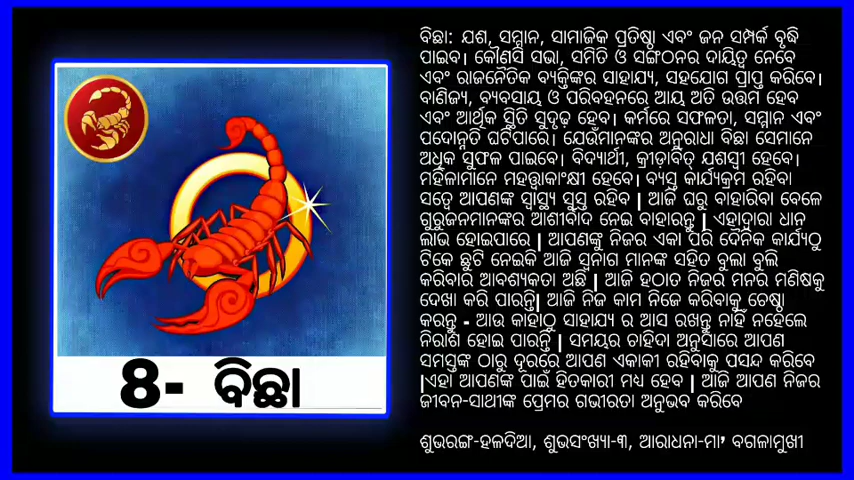 ବିଛା: ଯଶ, ସମ୍ମାନ, ସାମାଜିକ ପ୍ରତିଷ୍ଠା ଏବଂ ଜନ ସମ୍ପର୍କ ବୃଦ୍ଧି
ପାଇବ। କୌଣସି ସଭା, ସମିତି ଓ ସଙ୍ଗଠନର ଦାୟିତ୍ୱ ନେବେ
ଏବଂ ରାଜନୈତିକ ବ୍ୟକ୍ତିଙ୍କର ସାହାଯ୍ୟ, ସହଯୋଗ ପ୍ରାପ୍ତ କରିବେ।
ବାଣିଜ୍ୟ, ବ୍ୟବସାୟ ଓ ପରିବହନରେ ଆୟ ଅତି ଉତ୍ତମ ହେବ
ଏବଂ ଆର୍ଥିକ ସ୍ଥିତି ସୁଦୃଢ଼ ହେବ। କର୍ମରେ ସଫଳତା, ସମ୍ମାନ ଏବଂ
ପଦୋନ୍ନତି ଘଟିପାରେ। ଯେଉଁମାନଙ୍କର ଅନୁରାଧା ବିଛା ସେମାନେ
ଅଧିକ ସୁଫଳ ପାଇବେ। ବିଦ୍ୟାର୍ଥୀ, କ୍ରୀଡ଼ାବିତ୍ ଯଶସ୍ୱୀ ହେବେ।
ମହିଳାମାନେ ମହତ୍ତ୍ୱାକାଂକ୍ଷୀ ହେବେ। ବ୍ୟସ୍ତ କାର୍ଯ୍ୟକ୍ରମ ରହିବା
ସତ୍ୱେ ଆପଣଙ୍କ ସ୍ୱାସ୍ଥ୍ୟ ସୁସ୍ତ ରହିବ | ଆଜି ଘରୁ ବାହାରିବା ବେଳେ
ଗୁରୁଜନମାନଙ୍କର ଆଶୀର୍ବାଦ ନେଇ ବାହାରନ୍ତୁ | ଏହାଦ୍ୱାରା ଧାନ
ଲାଭ ହୋଇପାରେ | ଆପଣଙ୍କୁ ନିଜର ଏକା ପରି ଦୈନିକ କାର୍ଯ୍ୟଠୁ
ଟିକେ ଛୁଟି ନେଇକି ଆଜି ସ୍ୱନାଗ ମାନଙ୍କ ସହିତ ବୁଲା ବୁଲି
କରିବାର ଆବଶ୍ୟକତା ଅଛି | ଆଜି ହଠାତ ନିଜର ମନର ମଣିଷକୁ
ଦେଖା କରି ପାରନ୍ତି| ଆଜି ନିଜ କାମ ନିଜେ କରିବାକୁ ଚେଷ୍ଠା
କରନ୍ତୁ - ଆଉ କାହାଠୁ ସାହାଯ୍ୟ ର ଆସ ରଖନ୍ତୁ ନାହିଁ ନହେଲେ
ନିରାଶ ହୋଇ ପାରନ୍ତି | ସମୟର ଚାହିଦା ଅନୁସାରେ ଆପଣ
ସମସ୍ତଙ୍କ ଠାରୁ ଦୂରରେ ଆପଣ ଏକାକୀ ରହିବାକୁ ପସନ୍ଦ କରିବେ
|ଏହା ଆପଣଙ୍କ ପାଇଁ ହିତକାରୀ ମଧ୍ୟ ହେବ | ଆଜି ଆପଣ ନିଜର
ଜୀବନ-ସାଥୀଙ୍କ ପ୍ରେମର ଗଭୀରତା ଅନୁଭବ କରିବେ
ଶୁଭରଙ୍ଗ-ହଳଦିଆ, ଶୁଭସଂଖ୍ୟା-୩, ଆରାଧନା-ମା' ବଗଳାମୁଖୀ
8- ବିଛା